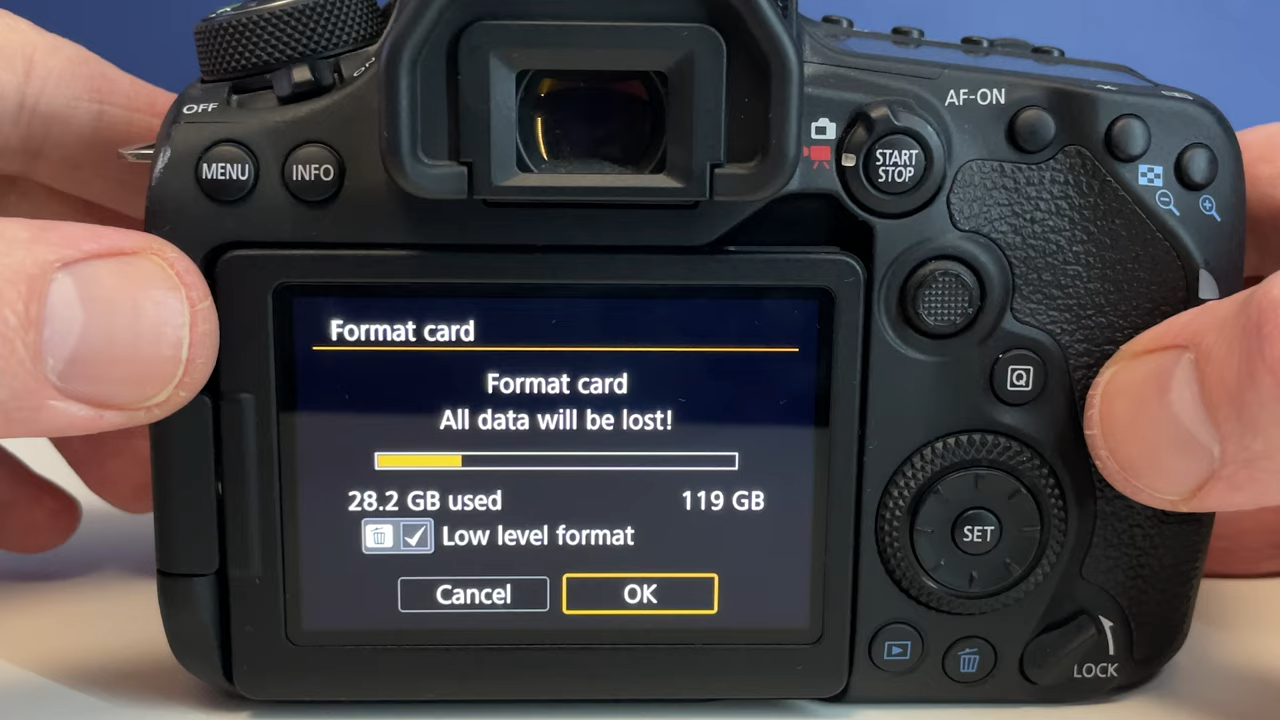 OFF
ON
AF-ON
MENU
INFO
START
STOP
Format card
Format card
All data will be lost!
28.2 GB used
119 GB
Low level format
Cancel
OK
Q
SET
LOCK